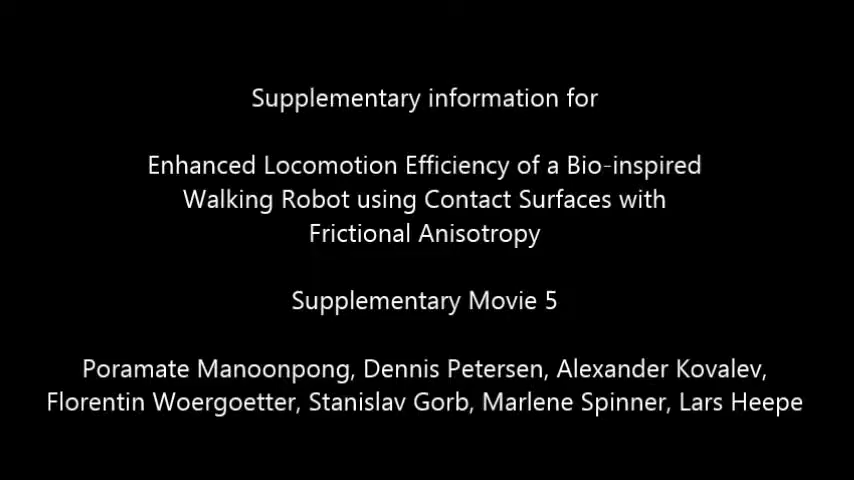 Supplementary information for
Enhanced Locomotion Efficiency of a Bio-inspired
Walking Robot using Contact Surfaces with
Frictional Anisotropy
Supplementary Movie 5
Poramate Manoonpong, Dennis Petersen, Alexander Kovalev,
Florentin Woergoetter, Stanislav Gorb, Marlene Spinner, Lars Heepe